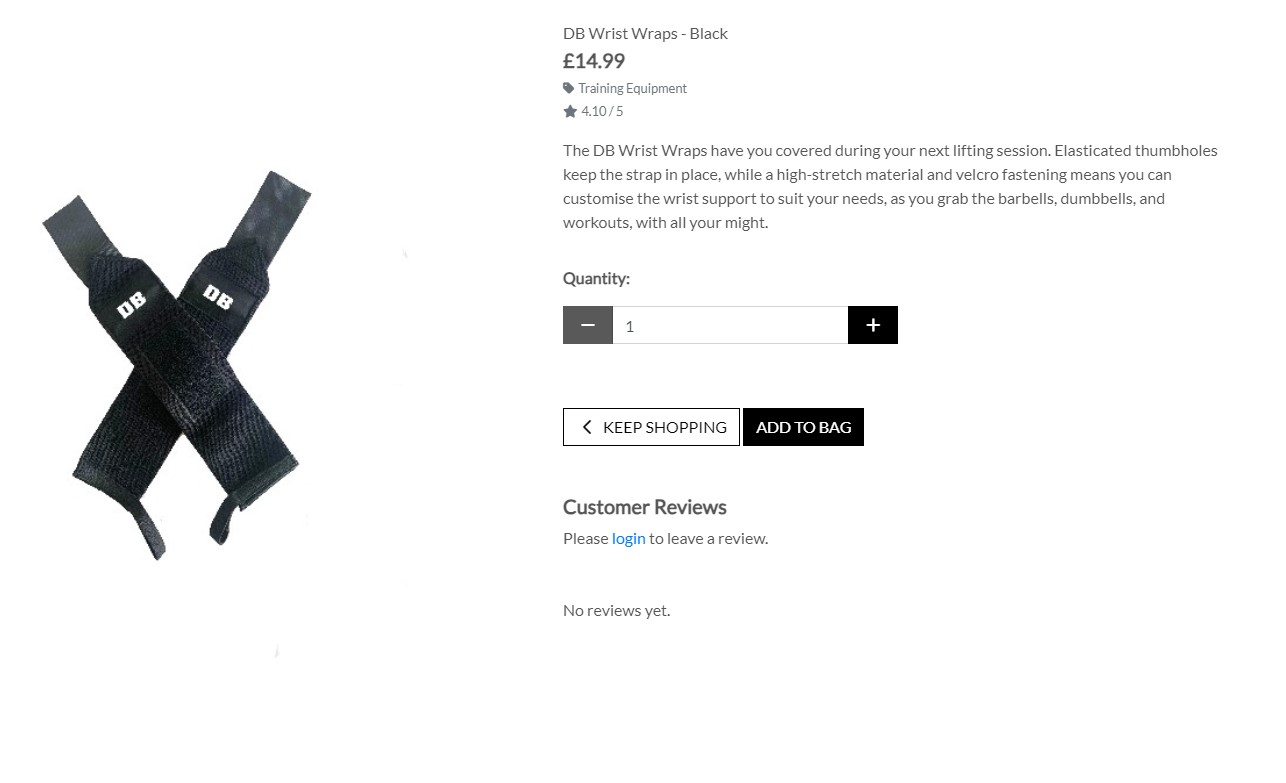 DB Wrist Wraps - Black
£14.99
Training Equipment
4.10 / 5
The DB Wrist Wraps have you covered during your next lifting session. Elasticated thumbholes
keep the strap in place, while a high-stretch material and velcro fastening means you can
customise the wrist support to suit your needs, as you grab the barbells, dumbbells, and
workouts, with all your might.
DB
DB
Quantity:
− 1 +
KEEP SHOPPING ADD TO BAG
Customer Reviews
Please login to leave a review.
No reviews yet.